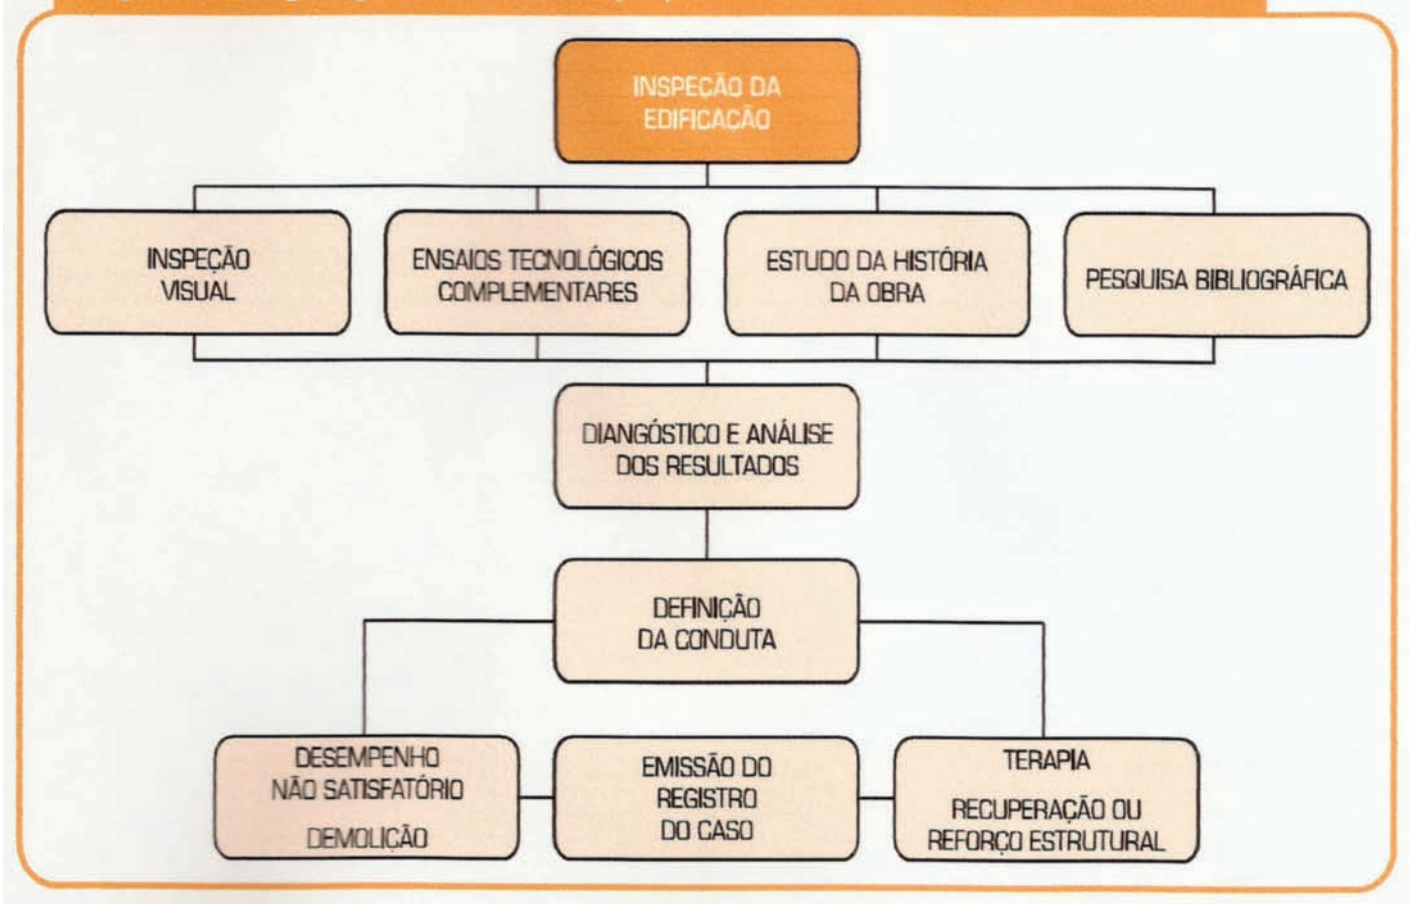 INSPEÇÃO DA
EDIFICAÇÃO
INSPEÇÃO
VISUAL
ENSAIOS TECNOLÓGICOS
COMPLEMENTARES
ESTUDO DA HISTÓRIA
DA OBRA
PESQUISA BIBLIOGRÁFICA
DIANGÓSTICO E ANÁLISE
DOS RESULTADOS
DEFINIÇÃO
DA CONDUTA
DESEMPENHO
NÃO SATISFATÓRIO
DEMOLIÇÃO
EMISSÃO DO
REGISTRO
DO CASO
TERAPIA
RECUPERAÇÃO OU
REFORÇO ESTRUTURAL